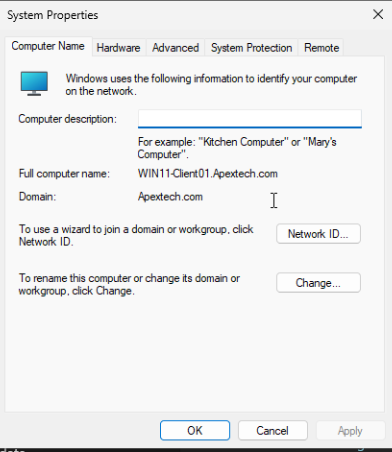 System Properties
Computer Name Hardware Advanced System Protection Remote
Windows uses the following information to identify your computer
on the network.
Computer description:
For example: "Kitchen Computer" or "Mary's
Computer".
Full computer name: WIN11-Client01.Apextech.com
Domain: Apextech.com
To use a wizard to join a domain or workgroup, click
Network ID.
Network ID...
To rename this computer or change its domain or
workgroup, click Change.
Change...
OK Cancel Apply